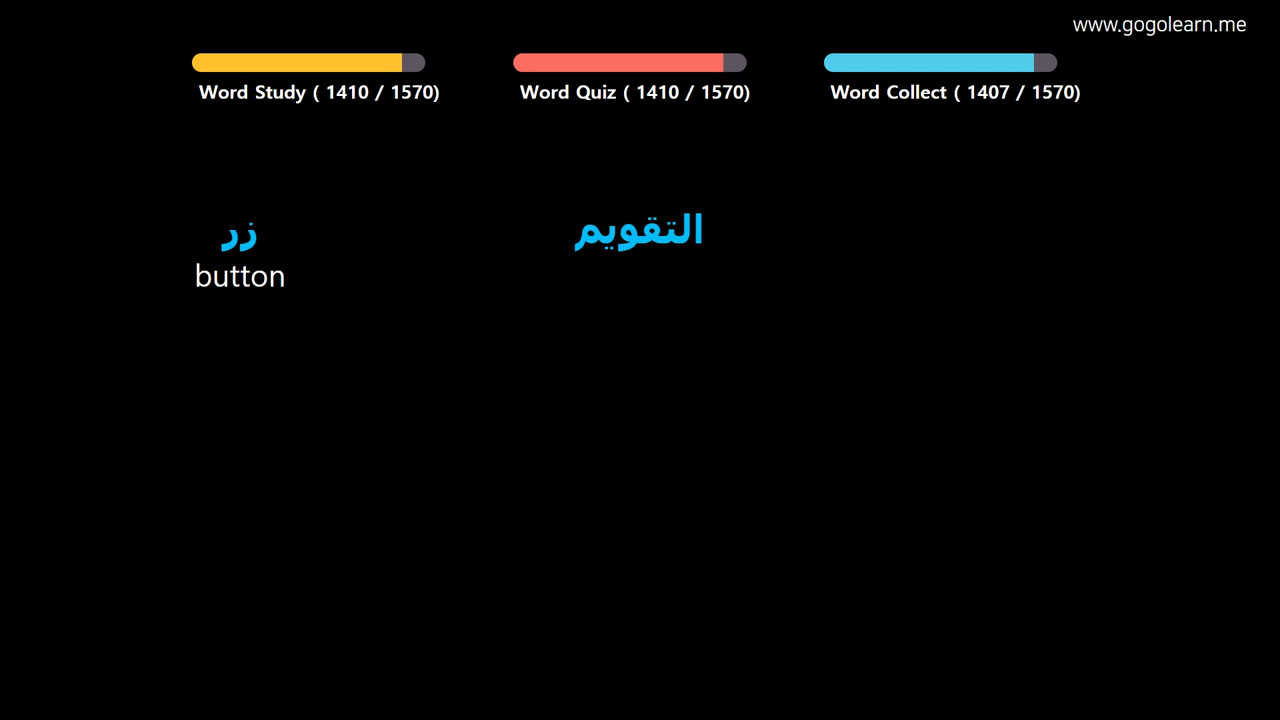 www.gogolearn.me
Word Study ( 1410 / 1570)
Word Quiz ( 1410 / 1570)
Word Collect ( 1407 / 1570)
زر
button
التقويم